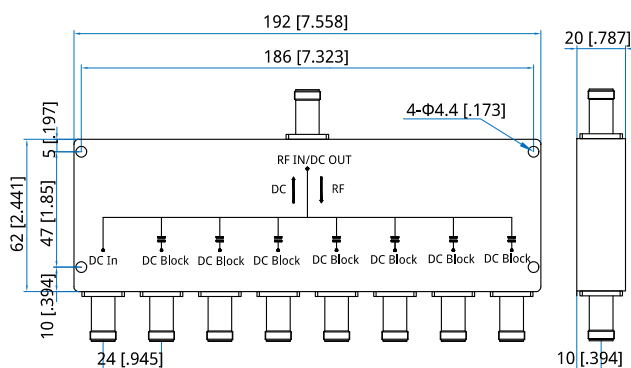 192 [7.558]
20 [.787]
186 [7.323]
5 [.197]
4-Φ4.4 [.173]
RF IN/DC OUT
DC
RF
62 [2.441]
47 [1.85]
DC In
DC Block
DC Block
DC Block
DC Block
DC Block
DC Block
DC Block
10 [.394]
24 [.945]
10 [.394]